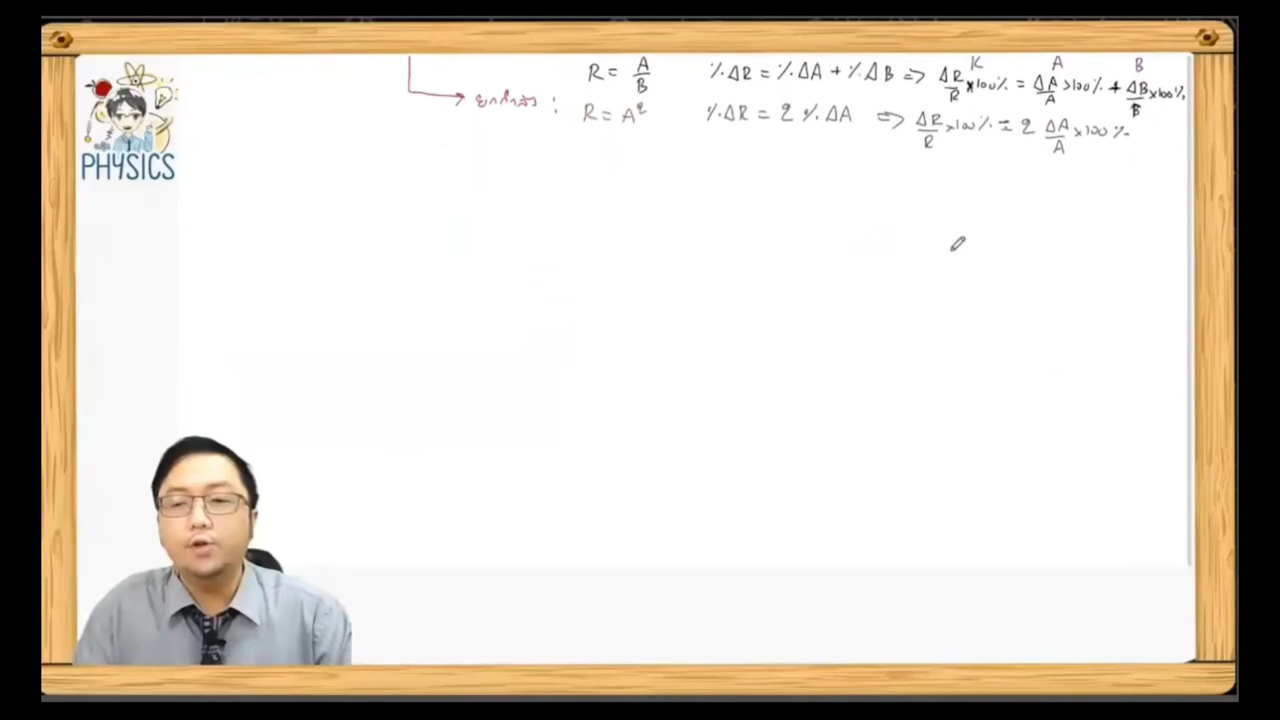 PHYSICS
R = A/B %ΔR = %ΔA + %ΔB => ΔR/R ×100% = ΔA/A ×100% + ΔB/B ×100%
R A B
ยกกำลัง : R = A² %ΔR = 2 %ΔA => ΔR/R ×100% = 2 ΔA/A ×100%